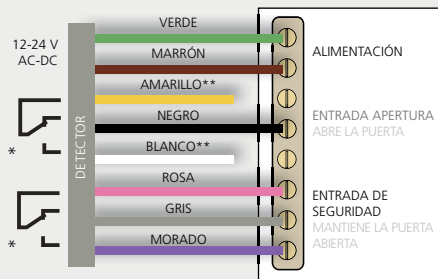 VERDE
12-24 V
AC-DC
MARRÓN
ALIMENTACIÓN
AMARILLO**
NEGRO
ENTRADA APERTURA
ABRE LA PUERTA
*
DETECTOR
BLANCO**
ROSA
GRIS
ENTRADA DE
SEGURIDAD
MANTIENE LA PUERTA
ABIERTA
*
MORADO